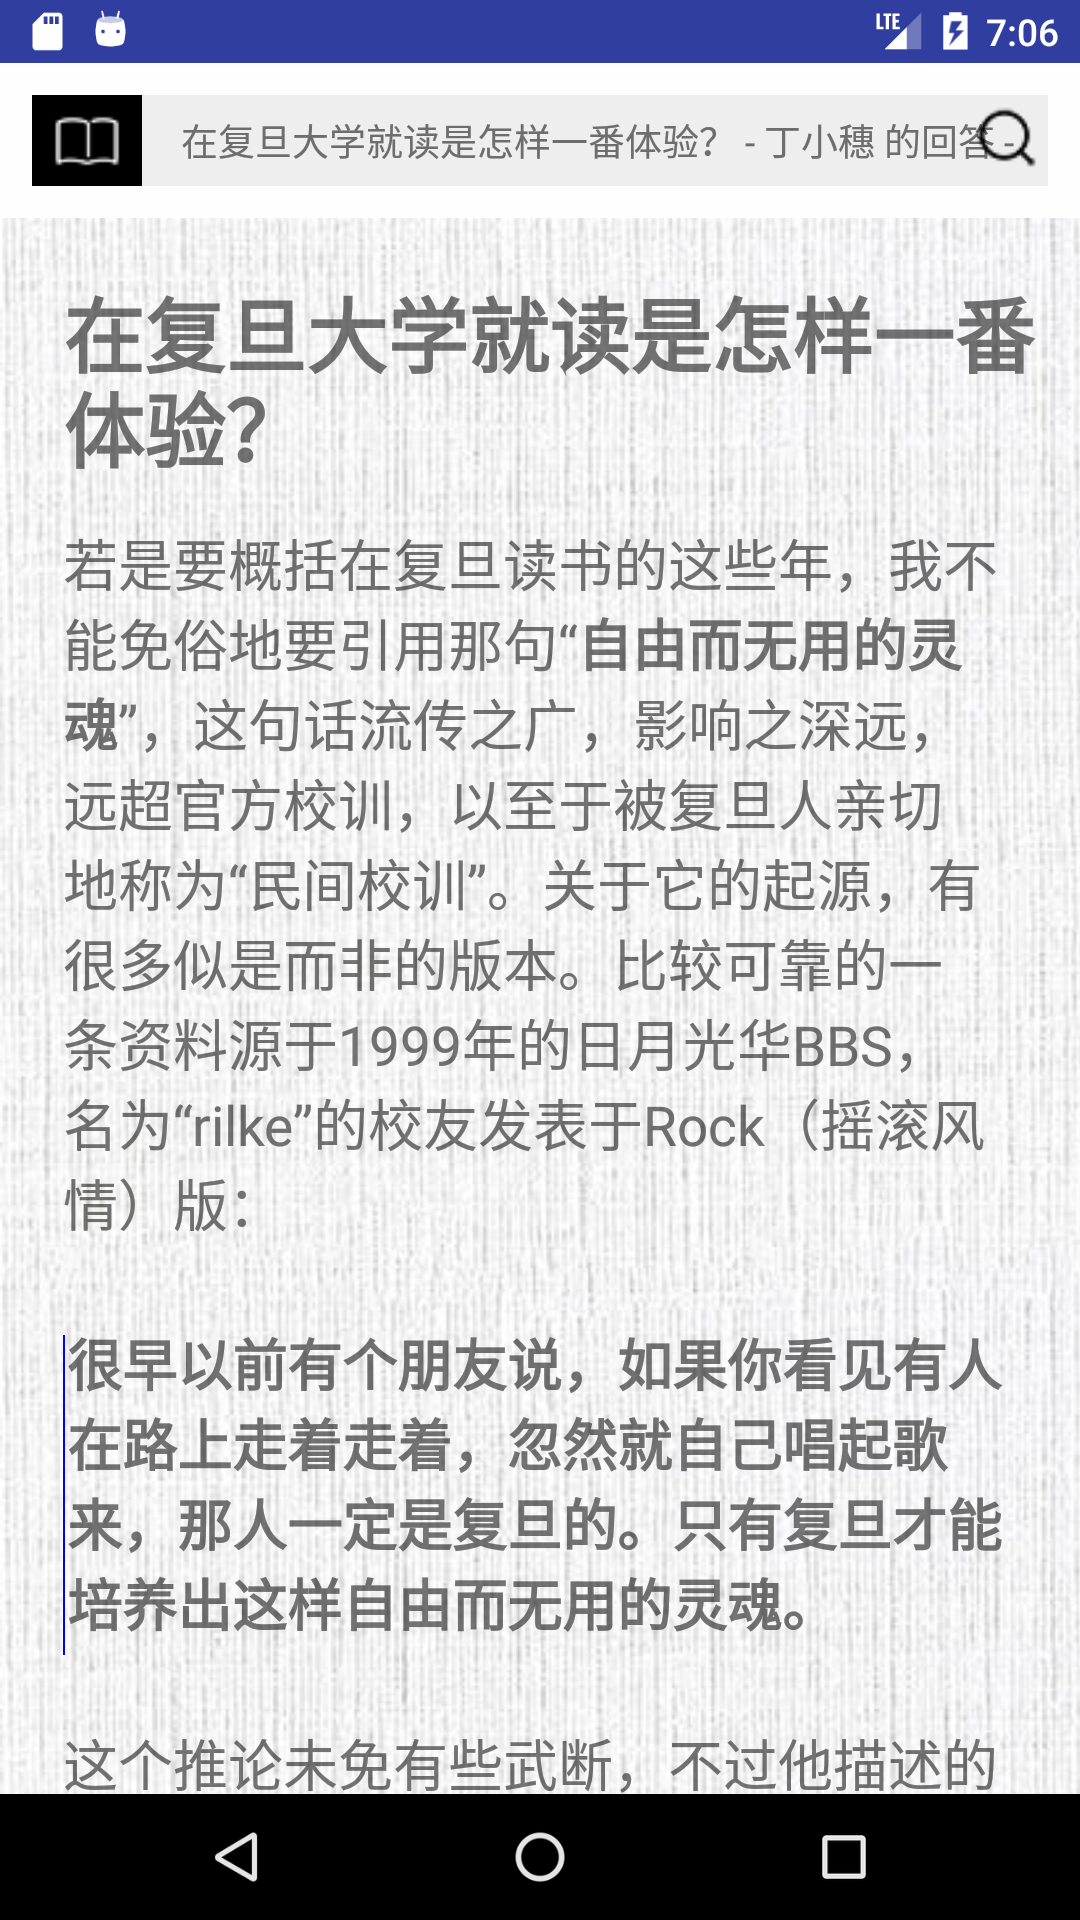 LTE 7:06
在复旦大学就读是怎样一番体验？ - 丁小穗 的回答 -
在复旦大学就读是怎样一番
体验？
若是要概括在复旦读书的这些年，我不
能免俗地要引用那句“自由而无用的灵
魂”，这句话流传之广，影响之深远，
远超官方校训，以至于被复旦人亲切
地称为“民间校训”。关于它的起源，有
很多似是而非的版本。比较可靠的一
条资料源于1999年的日月光华BBS，
名为“rilke”的校友发表于Rock（摇滚风
情）版：
很早以前有个朋友说，如果你看见有人
在路上走着走着，忽然就自己唱起歌
来，那人一定是复旦的。只有复旦才能
培养出这样自由而无用的灵魂。
这个推论未免有些武断，不过他描述的